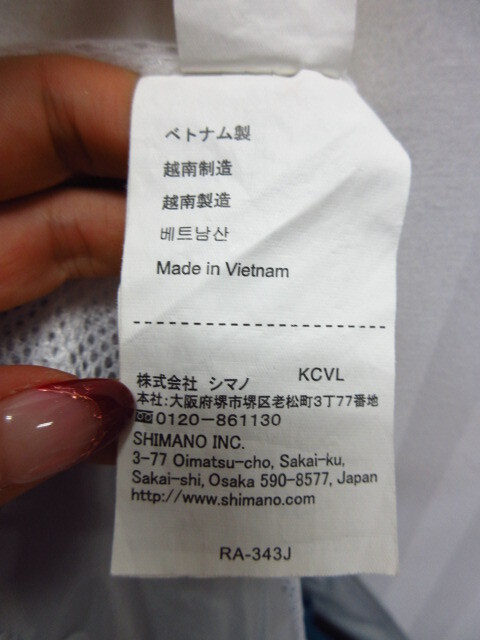 ベトナム製
越南制造
越南製造
베트남산
Made in Vietnam
株式会社 シマノ KCVL
本社:大阪府堺市堺区老松町3丁77番地
0120-861130
SHIMANO INC.
3-77 Oimatsu-cho, Sakai-ku,
Sakai-shi, Osaka 590-8577, Japan
http://www.shimano.com
RA-343J